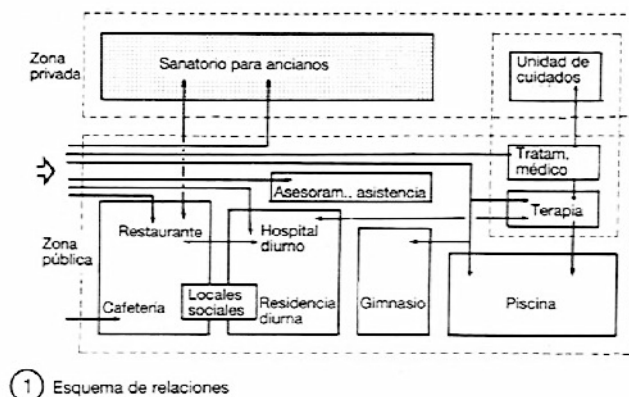 Zona
privada
Sanatorio para ancianos
Unidad de
cuidados
Tratam.
médico
Asesoram., asistencia
Terapia
Zona
pública
Restaurante
Hospital
diurno
Cafetería
Locales
sociales
Residencia
diurna
Gimnasio
Piscina
1 Esquema de relaciones